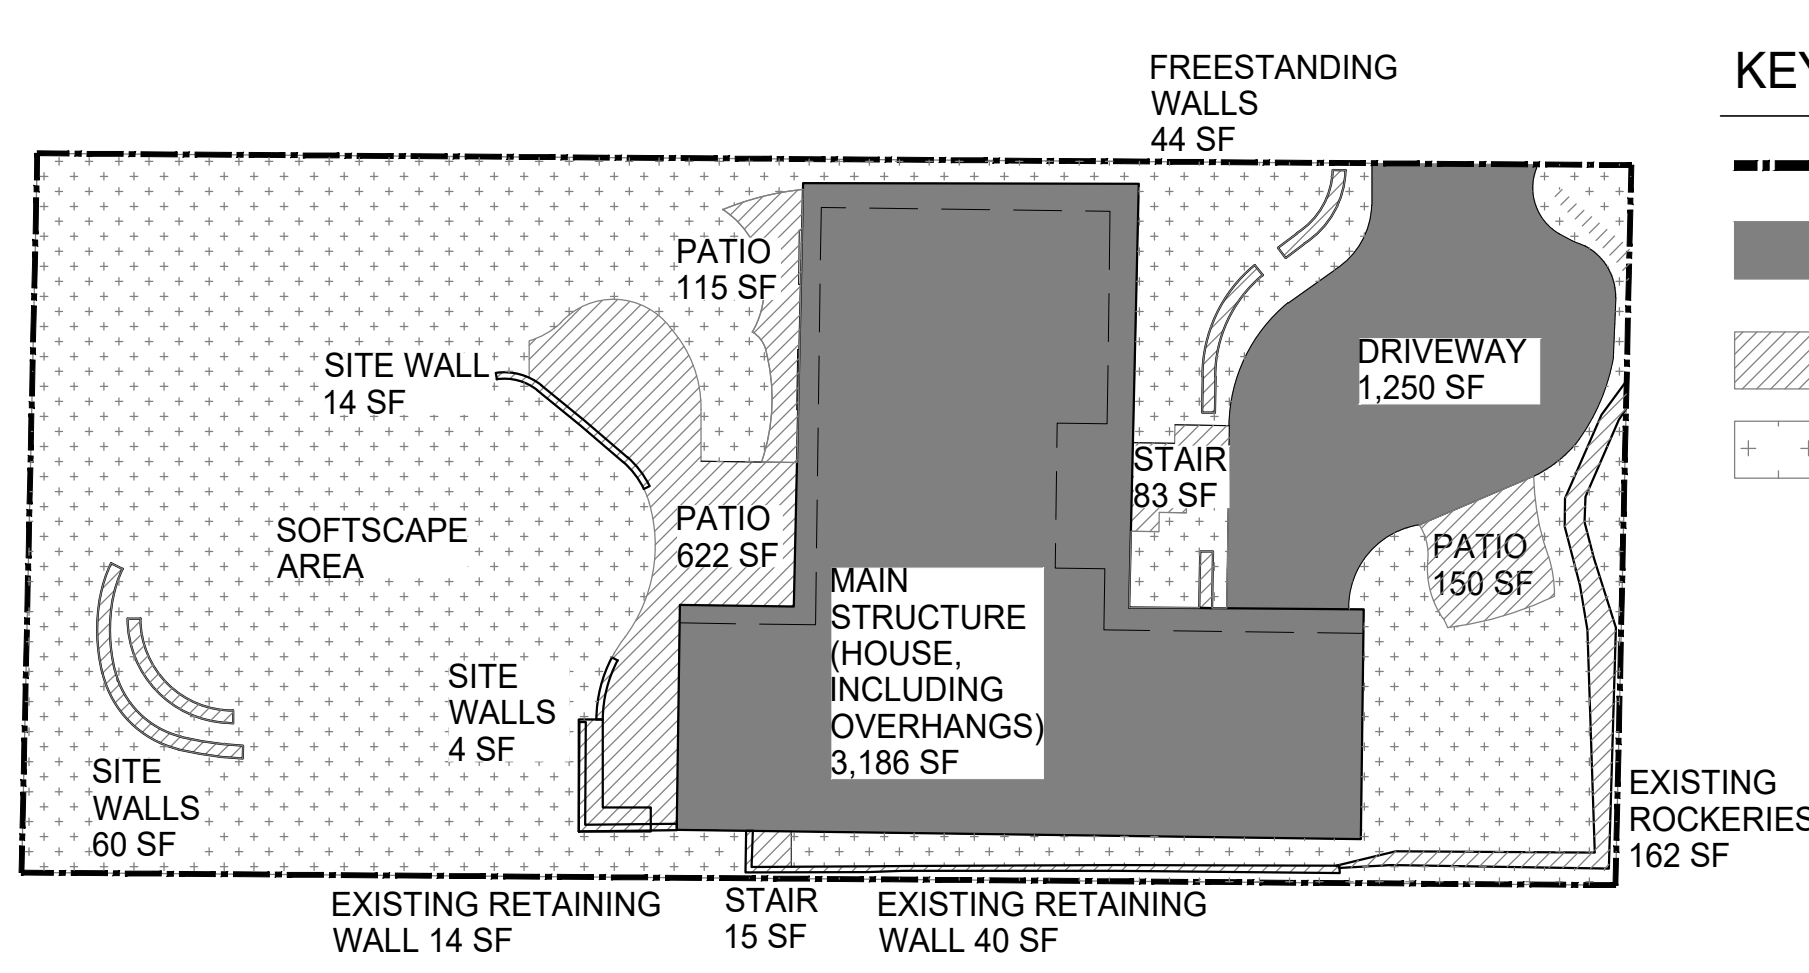 FREESTANDING
WALLS
44 SF
KEY
PATIO
115 SF
SITE WALL
14 SF
DRIVEWAY
1,250 SF
STAIR
83 SF
SOFTSCAPE
AREA
PATIO
622 SF
PATIO
150 SF
MAIN
STRUCTURE
(HOUSE,
INCLUDING
OVERHANGS)
3,186 SF
SITE
WALLS
4 SF
SITE
WALLS
60 SF
EXISTING
ROCKERIES
162 SF
EXISTING RETAINING
WALL 14 SF
STAIR
15 SF
EXISTING RETAINING
WALL 40 SF